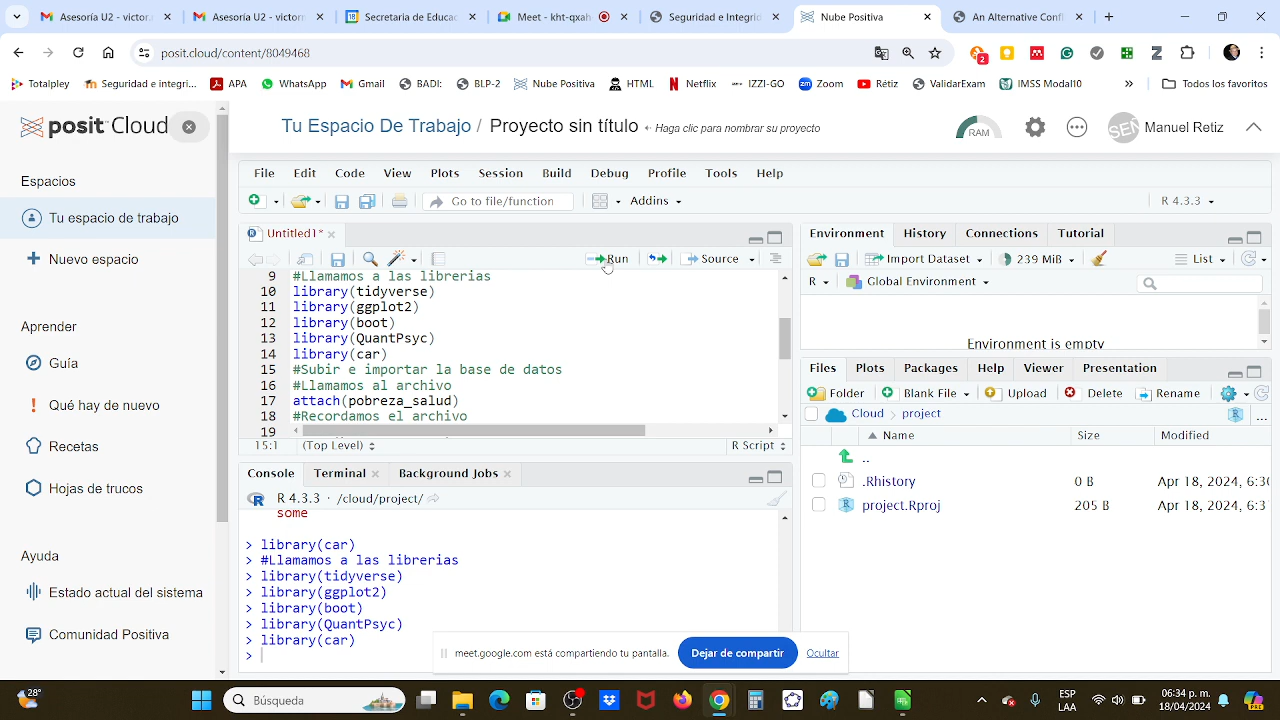 Asesoría U2 - victorr
Asesoría U2 - victorr
Secretaria de Educac
Meet - kht-qxah
Seguridad e Integrio
Nube Positiva
An Alternative Confi
posit.cloud/content/8049468
2
Totalpley
Seguridad e integri...
APA
WhatsApp
Gmail
BADI:
BLP-2
Nube Positiva
HTML
Netflix
IZZI-GO
Zoom
Rétiz
ValidarExam
IMSS Modal10
»
Todos los favoritos
posit Cloud
Tu Espacio De Trabajo / Proyecto sin título ← Haga clic para nombrar su proyecto
RAM
SEÑ
Manuel Retiz
Espacios
Tu espacio de trabajo
Nuevo espacio
Aprender
Guía
Qué hay de nuevo
Recetas
Hojas de trucos
Ayuda
Estado actual del sistema
Comunidad Positiva
File Edit Code View Plots Session Build Debug Profile Tools Help
Go to file/function
Addins
R 4.3.3
Untitled1*
Run
Source
9 #Llamamos a las librerias
10 library(tidyverse)
11 library(ggplot2)
12 library(boot)
13 library(QuantPsyc)
14 library(car)
15 #Subir e importar la base de datos
16 #Llamamos al archivo
17 attach(pobreza_salud)
18 #Recordamos el archivo
19
15:1 (Top Level)
R Script
Console Terminal Background Jobs
R 4.3.3 · /cloud/project/
some
> library(car)
> #Llamamos a las librerias
> library(tidyverse)
> library(ggplot2)
> library(boot)
> library(QuantPsyc)
> library(car)
>
Environment History Connections Tutorial
Import Dataset
239 MiB
List
R
Global Environment
Environment is empty
Files Plots Packages Help Viewer Presentation
Folder Blank File Upload Delete Rename
Cloud project
...
Name Size Modified
..
.Rhistory 0 B Apr 18, 2024, 6:30
project.Rproj 205 B Apr 18, 2024, 6:3
meet.google.com está compartiendo tu pantalla.
Dejar de compartir
Ocultar
28°
Búsqueda
ESP
LAA
06:34 p. m.
18/04/2024